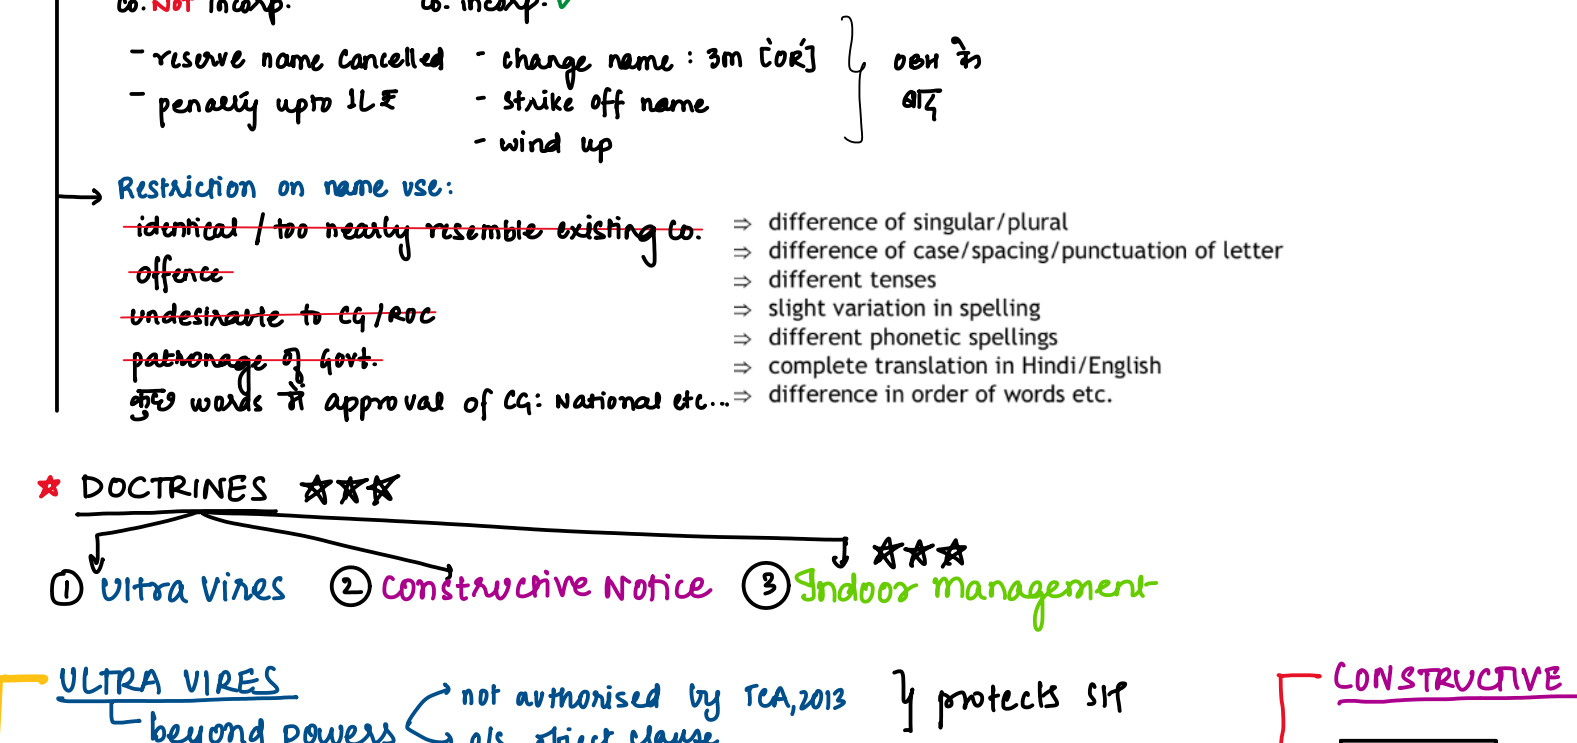 co. Not incorp. co. incorp. ✓
- reserve name cancelled - change name : 3m [OR]
- penalty upto 1L ₹ - strike off name
- wind up
OBH के
बाद
Restriction on name use:
identical / too nearly resemble existing co.
offence
undesirable to CG/ROC
patronage of Govt.
कुछ words में approval of CG: National etc...
⇒ difference of singular/plural
⇒ difference of case/spacing/punctuation of letter
⇒ different tenses
⇒ slight variation in spelling
⇒ different phonetic spellings
⇒ complete translation in Hindi/English
⇒ difference in order of words etc.
DOCTRINES
① Ultra Vires ② Constructive Notice ③ Indoor Management
ULTRA VIRES
beyond powers
not authorised by TCA, 2013
object clause
protects
CONSTRUCTIVE